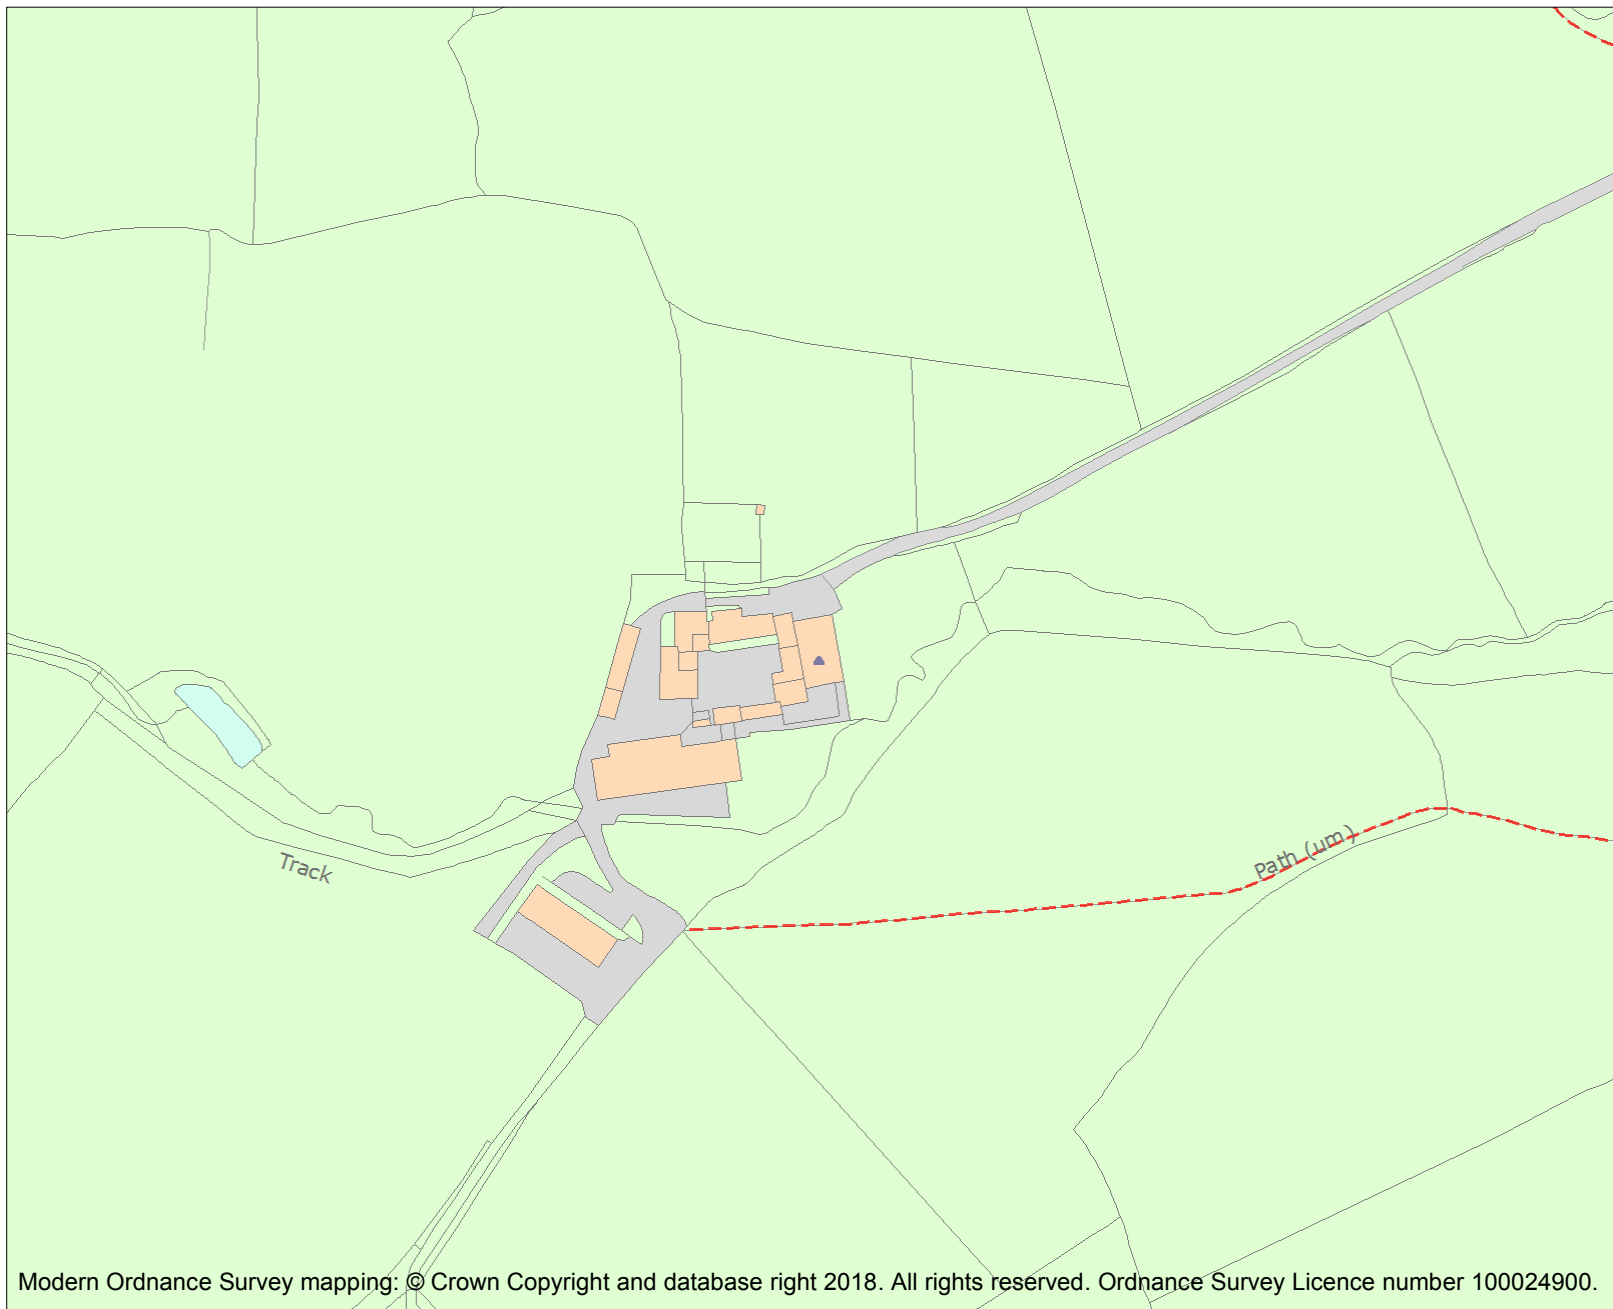 Path (um)
Track
Modern Ordnance Survey mapping: © Crown Copyright and database right 2018. All rights reserved. Ordnance Survey Licence number 100024900.